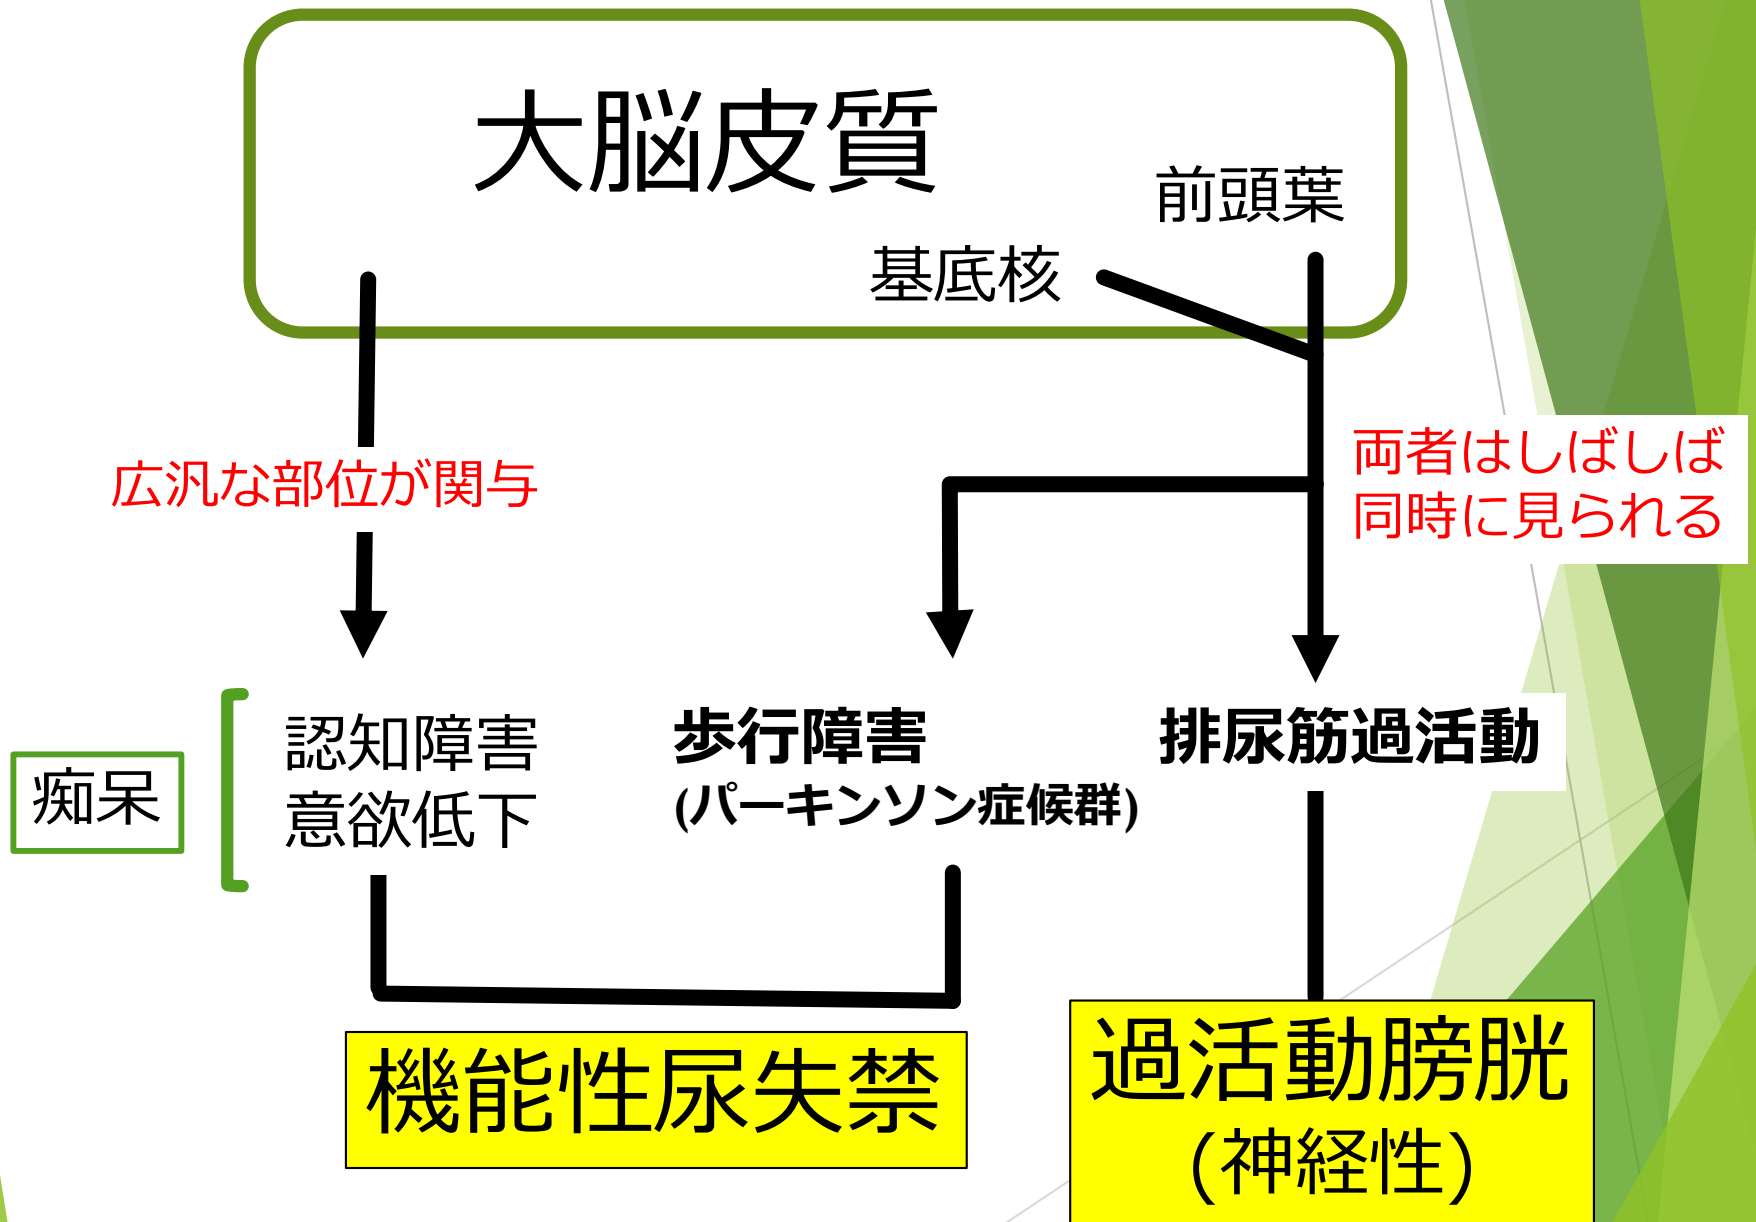 大脳皮質
前頭葉
基底核
広汎な部位が関与
両者はしばしば
同時に見られる
痴呆
認知障害
意欲低下
歩行障害
(パーキンソン症候群)
排尿筋過活動
機能性尿失禁
過活動膀胱
(神経性)